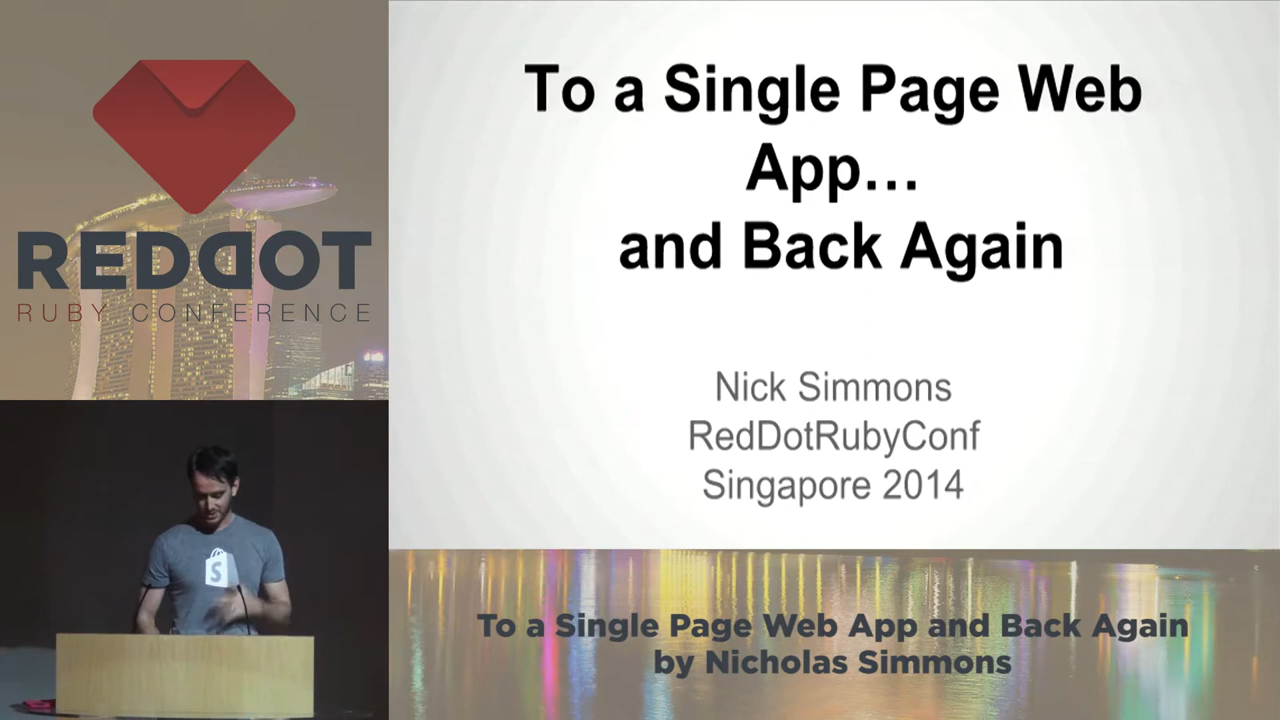 REDDOT
RUBY CONFERENCE
S
To a Single Page Web
App...
and Back Again
Nick Simmons
RedDotRubyConf
Singapore 2014
To a Single Page Web App and Back Again
by Nicholas Simmons